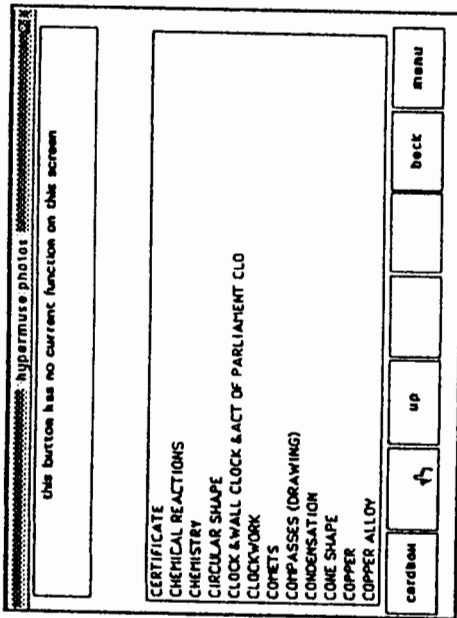 hypermuse:photos
this button has no current function on this screen
CERTIFICATE
CHEMICAL REACTIONS
CHEMISTRY
CIRCULAR SHAPE
CLOCK & WALL CLOCK & ACT OF PARLIAMENT CLO
CLOCKWORK
COMETS
COMPASSES (DRAWING)
CONDENSATION
CONE SHAPE
COPPER
COPPER ALLOY
up back menu